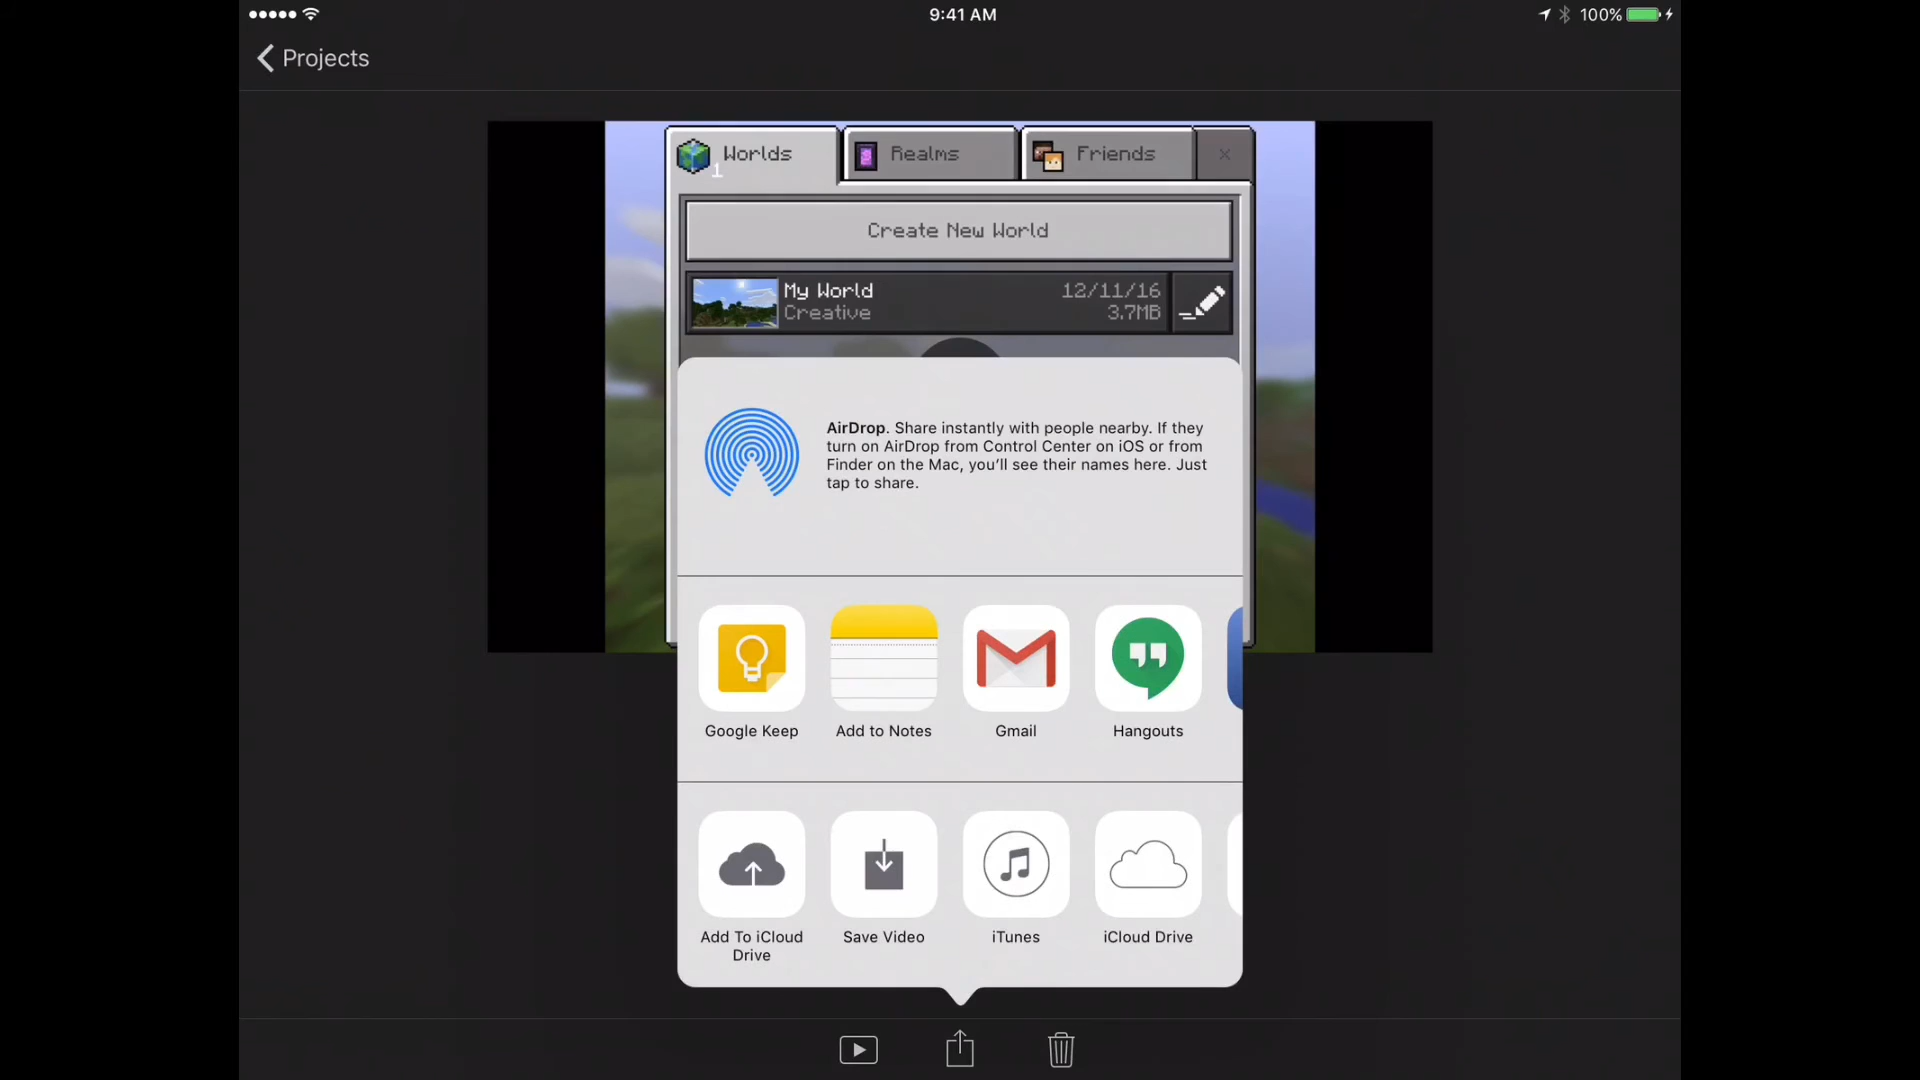 9:41 AM
100%
Projects
Worlds
1
Realms
Friends
Create New World
My World
12/11/16
Creative
3.7MB
AirDrop. Share instantly with people nearby. If they
turn on AirDrop from Control Center on iOS or from
Finder on the Mac, you'll see their names here. Just
tap to share.
Google Keep
Add to Notes
Gmail
Hangouts
Add To iCloud
Drive
Save Video
iTunes
iCloud Drive